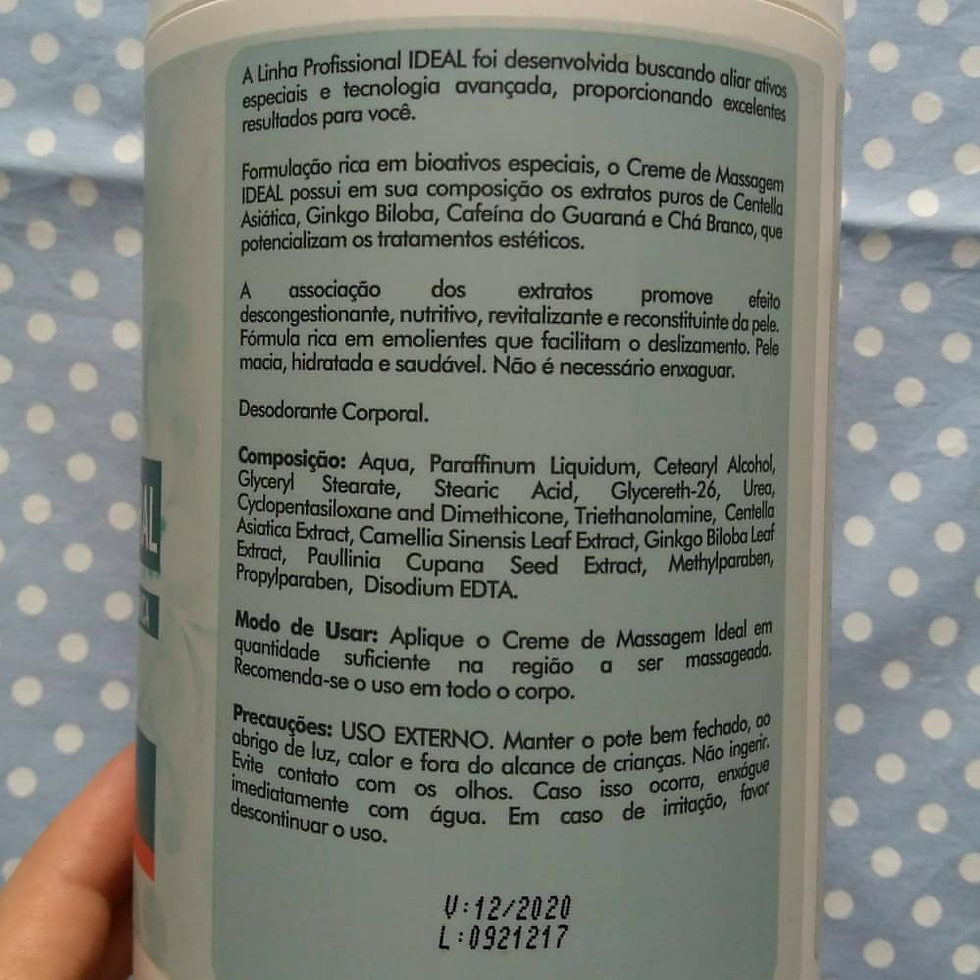 A Linha Profissional IDEAL foi desenvolvida buscando aliar ativos
especiais e tecnologia avançada, proporcionando excelentes
resultados para você.
Formulação rica em bioativos especiais, o Creme de Massagem
IDEAL possui em sua composição os extratos puros de Centella
Asiática, Ginkgo Biloba, Cafeína do Guaraná e Chá Branco, que
potencializam os tratamentos estéticos.
A associação dos extratos promove efeito
descongestionante, nutritivo, revitalizante e reconstituinte da pele.
Fórmula rica em emolientes que facilitam o deslizamento. Pele
macia, hidratada e saudável. Não é necessário enxaguar.
Desodorante Corporal.
Composição: Aqua, Paraffinum Liquidum, Cetearyl Alcohol,
Glyceryl Stearate, Stearic Acid, Glycereth-26, Urea,
Cyclopentasiloxane and Dimethicone, Triethanolamine, Centella
Asiatica Extract, Camellia Sinensis Leaf Extract, Ginkgo Biloba Leaf
Extract, Paullinia Cupana Seed Extract, Methylparaben,
Propylparaben, Disodium EDTA.
Modo de Usar: Aplique o Creme de Massagem Ideal em
quantidade suficiente na região a ser massageada.
Recomenda-se o uso em todo o corpo.
Precauções: USO EXTERNO. Manter o pote bem fechado, ao
abrigo de luz, calor e fora do alcance de crianças. Não ingerir.
Evite contato com os olhos. Caso isso ocorra, enxágue
imediatamente com água. Em caso de irritação, favor
descontinuar o uso.
V:12/2020
L:0921217